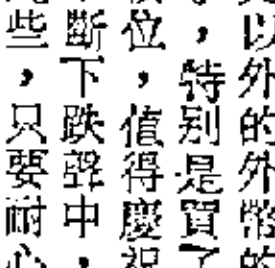 以外的外幣的
，特別是買了
位，值得慶祝
斷下跌聲中，
些，只要耐心